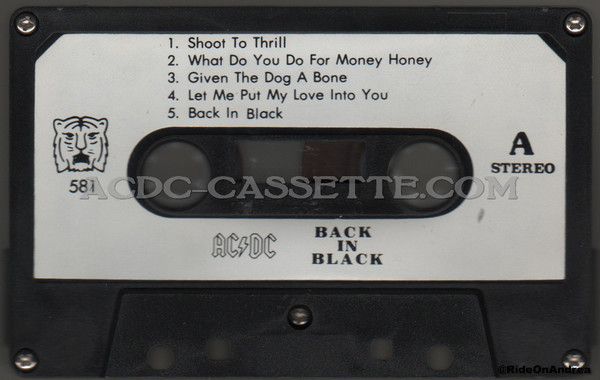 1. Shoot To Thrill
2. What Do You Do For Money Honey
3. Given The Dog A Bone
4. Let Me Put My Love Into You
5. Back In Black
A
STEREO
581
ACDC-CASSETTE.COM
AC⚡DC
BACK
IN
BLACK
@RideOnAndrea